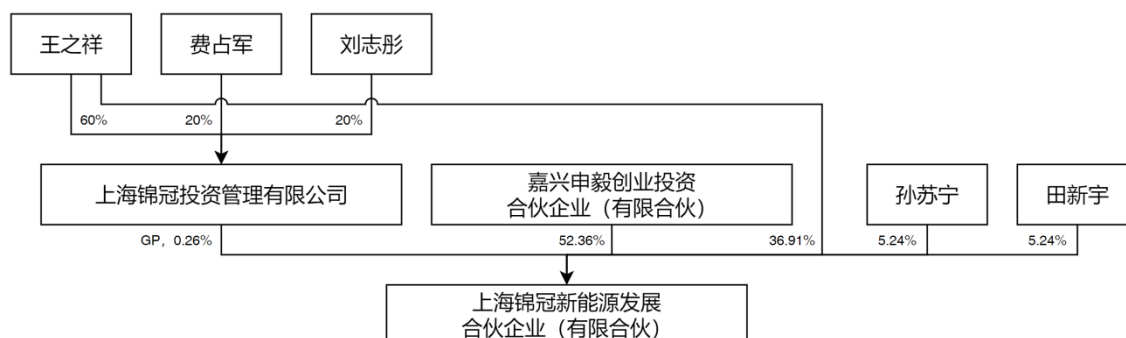 王之祥
费占军
刘志彤
60%
20%
20%
上海锦冠投资管理有限公司
嘉兴申毅创业投资
合伙企业（有限合伙）
孙苏宁
田新宇
GP，0.26%
52.36%
36.91%
5.24%
5.24%
上海锦冠新能源发展
合伙企业（有限合伙）